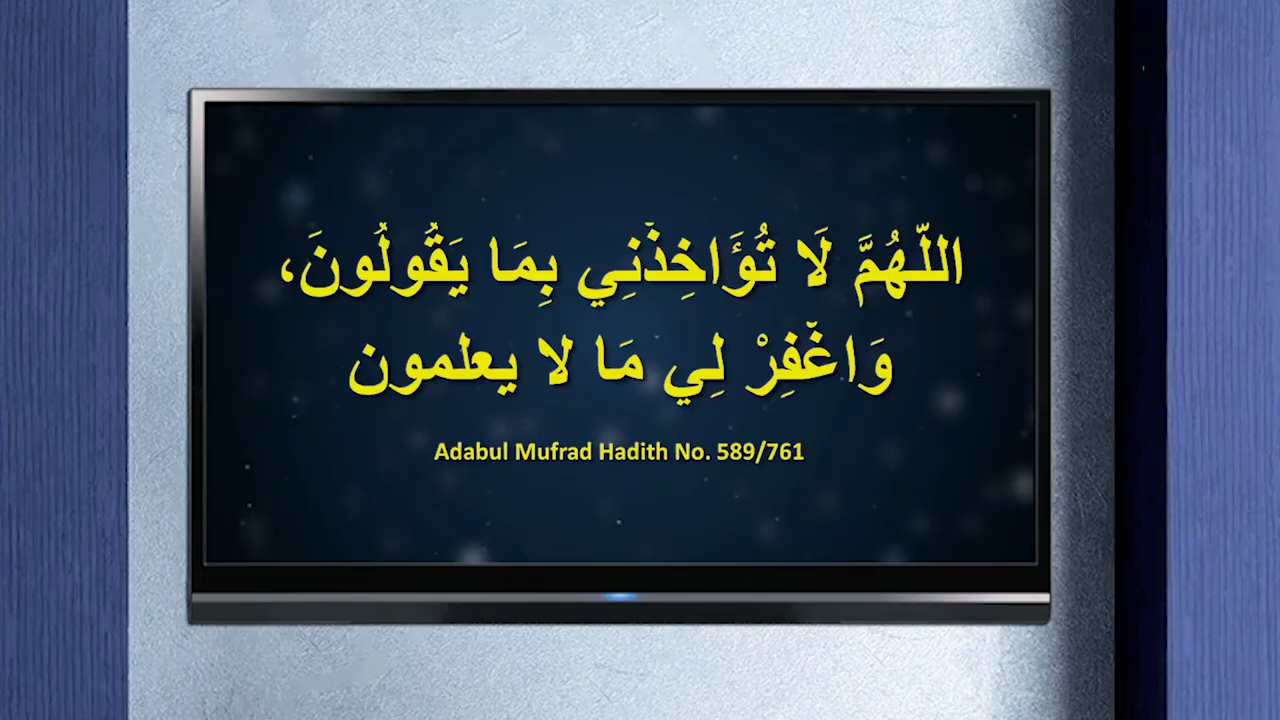 اللّهُمَّ لَا تُؤَاخِذْنِي بِمَا يَقُولُونَ،
وَاغْفِرْ لِي مَا لا يعلمون
Adabul Mufrad Hadith No. 589/761